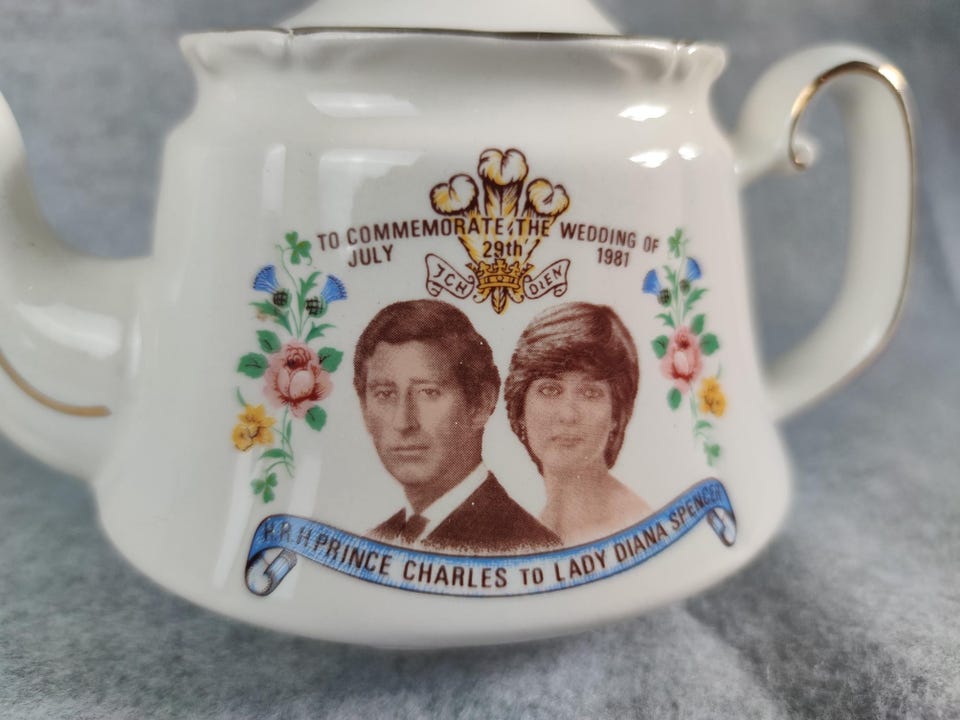 TO COMMEMORATE THE WEDDING OF
JULY 29th 1981
ICH DIEN
H.R.H. PRINCE CHARLES TO LADY DIANA SPENCER